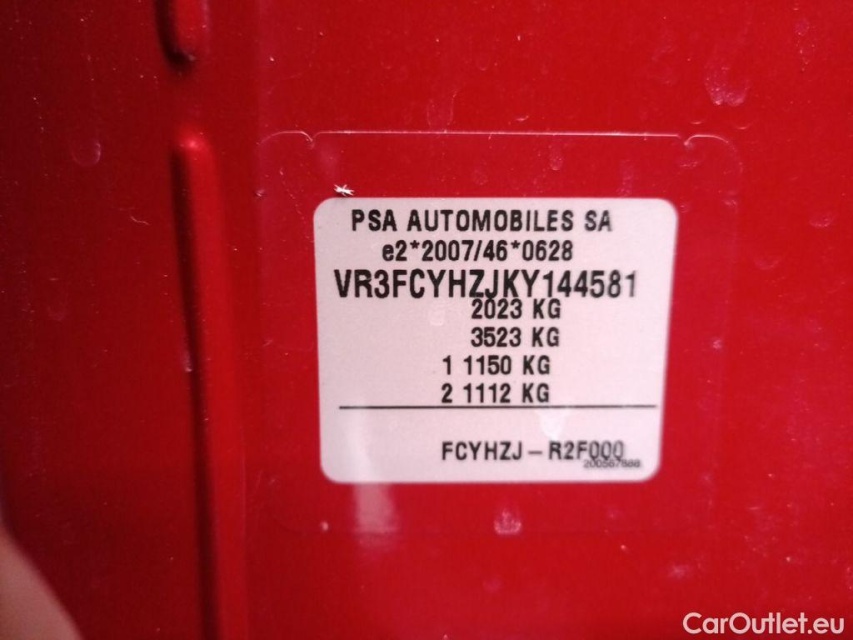 PSA AUTOMOBILES SA
e2*2007/46*0628
VR3FCYHZJKY144581
2023 KG
3523 KG
1 1150 KG
2 1112 KG
FCYHZJ – R2F000
CarOutlet.eu